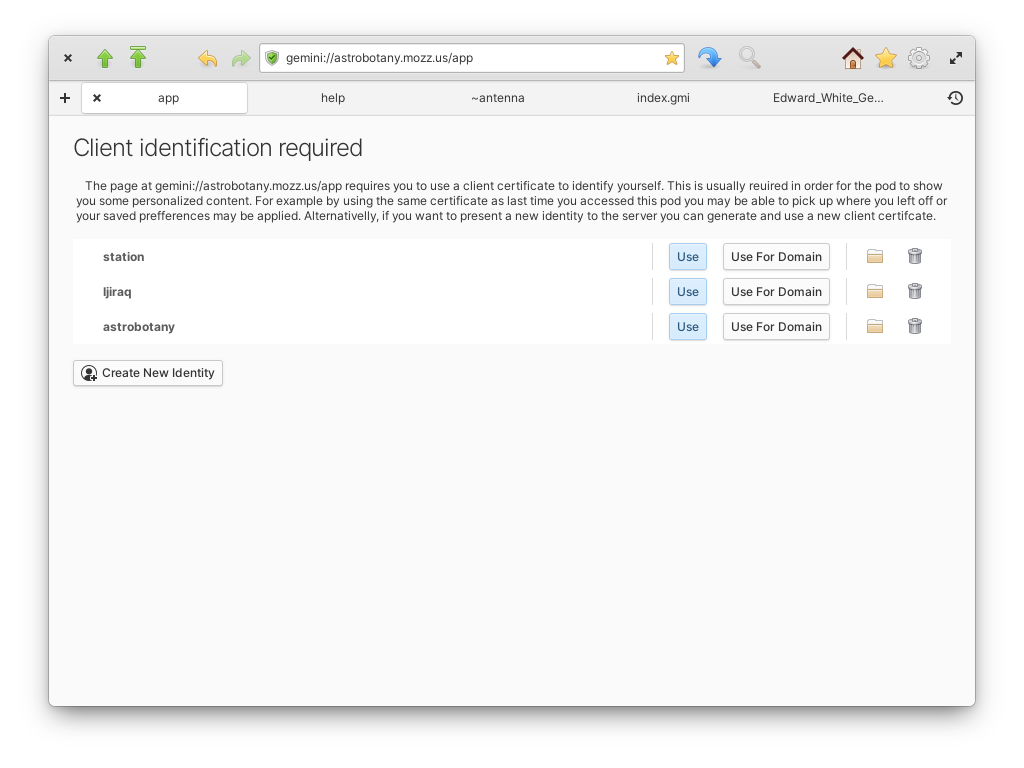 gemini://astrobotany.mozz.us/app
app help ~antenna index.gmi Edward_White_Ge...
Client identification required
The page at gemini://astrobotany.mozz.us/app requires you to use a client certificate to identify yourself. This is usually reuired in order for the pod to show
you some personalized content. For example by using the same certificate as last time you accessed this pod you may be able to pick up where you left off or
your saved prefferences may be applied. Alternativelly, if you want to present a new identity to the server you can generate and use a new client certifcate.
station Use Use For Domain
ljiraq Use Use For Domain
astrobotany Use Use For Domain
Create New Identity